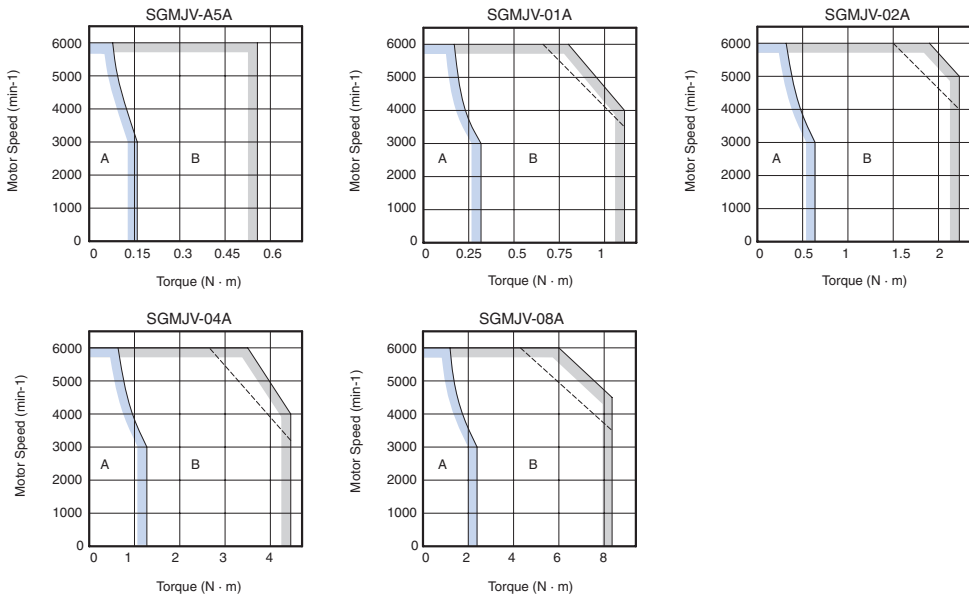 SGMJV-A5A
Motor Speed (min-1)
6000
5000
4000
3000
2000
1000
0
A
B
0 0.15 0.3 0.45 0.6
Torque (N · m)
SGMJV-01A
Motor Speed (min-1)
6000
5000
4000
3000
2000
1000
0
A
B
0 0.25 0.5 0.75 1
Torque (N · m)
SGMJV-02A
Motor Speed (min-1)
6000
5000
4000
3000
2000
1000
0
A
B
0 0.5 1 1.5 2
Torque (N · m)
SGMJV-04A
Motor Speed (min-1)
6000
5000
4000
3000
2000
1000
0
A
B
0 1 2 3 4
Torque (N · m)
SGMJV-08A
Motor Speed (min-1)
6000
5000
4000
3000
2000
1000
0
A
B
0 2 4 6 8
Torque (N · m)